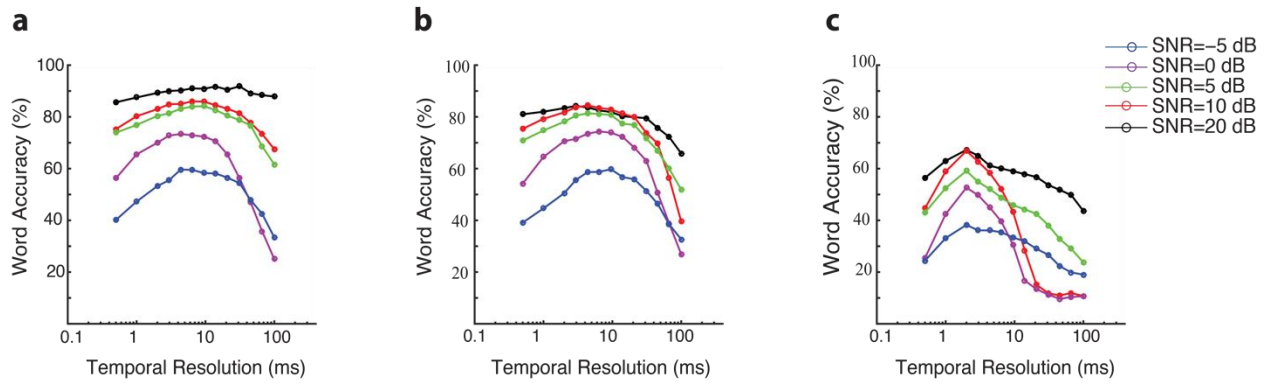 a
b
c
SNR=−5 dB
SNR=0 dB
SNR=5 dB
SNR=10 dB
SNR=20 dB
Word Accuracy (%)
100
80
60
40
20
0.1
1
10
100
Temporal Resolution (ms)
Word Accuracy (%)
100
80
60
40
20
0.1
1
10
100
Temporal Resolution (ms)
Word Accuracy (%)
100
80
60
40
20
0.1
1
10
100
Temporal Resolution (ms)